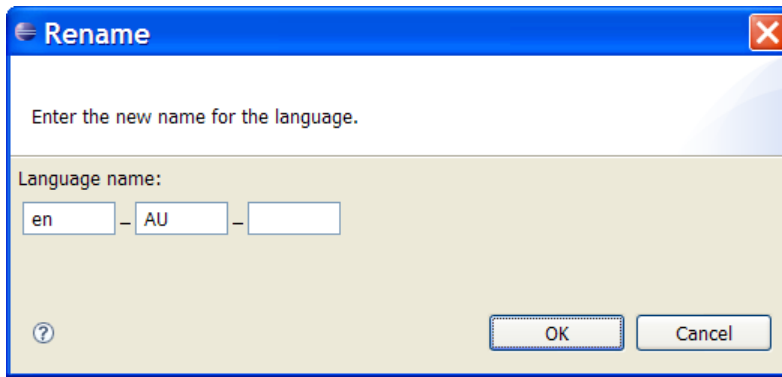 Rename
Enter the new name for the language.
Language name:
en _ AU _
? OK Cancel